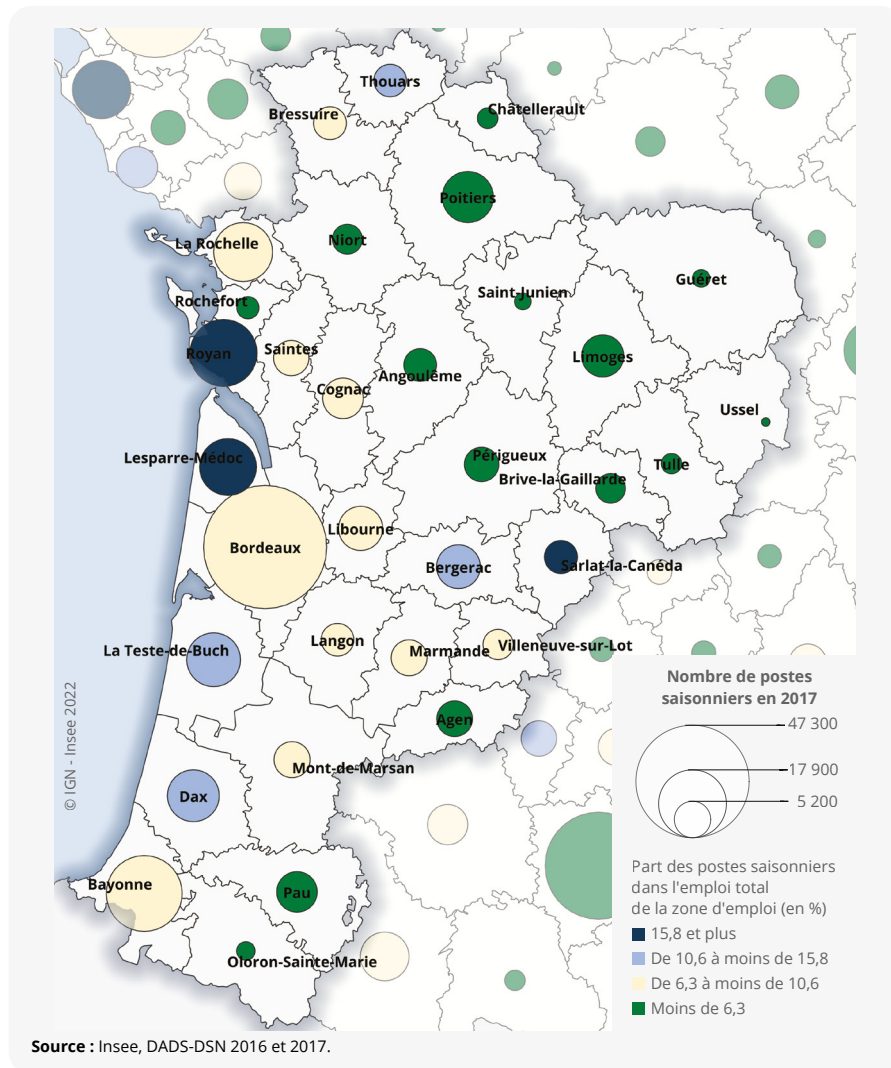 Thouars
Bressuire
Châtellerault
Poitiers
La Rochelle
Niort
Guéret
Saint-Junien
Rochefort
Royan
Saintes
Limoges
Angoulême
Cognac
Ussel
Lesparre-Médoc
Périgueux
Tulle
Brive-la-Gaillarde
Libourne
Bordeaux
Bergerac
Sarlat-la-Canéda
Langon
Villeneuve-sur-Lot
La Teste-de-Buch
Marmande
Agen
Mont-de-Marsan
Dax
Bayonne
Pau
Oloron-Sainte-Marie
© IGN - Insee 2022
Nombre de postes
saisonniers en 2017
47 300
17 900
5 200
Part des postes saisonniers
dans l'emploi total
de la zone d'emploi (en %)
15,8 et plus
De 10,6 à moins de 15,8
De 6,3 à moins de 10,6
Moins de 6,3
Source : Insee, DADS-DSN 2016 et 2017.